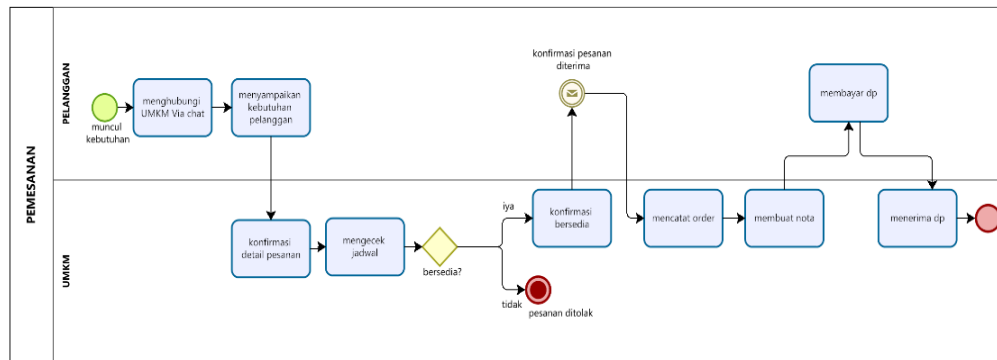 PEMESANAN
PELANGGAN
muncul
kebutuhan
menghubungi
UMKM Via chat
menyampaikan
kebutuhan
pelanggan
konfirmasi pesanan
diterima
membayar dp
UMKM
konfirmasi
detail pesanan
mengecek
jadwal
bersedia?
iya
tidak
konfirmasi
bersedia
pesanan ditolak
mencatat order
membuat nota
menerima dp